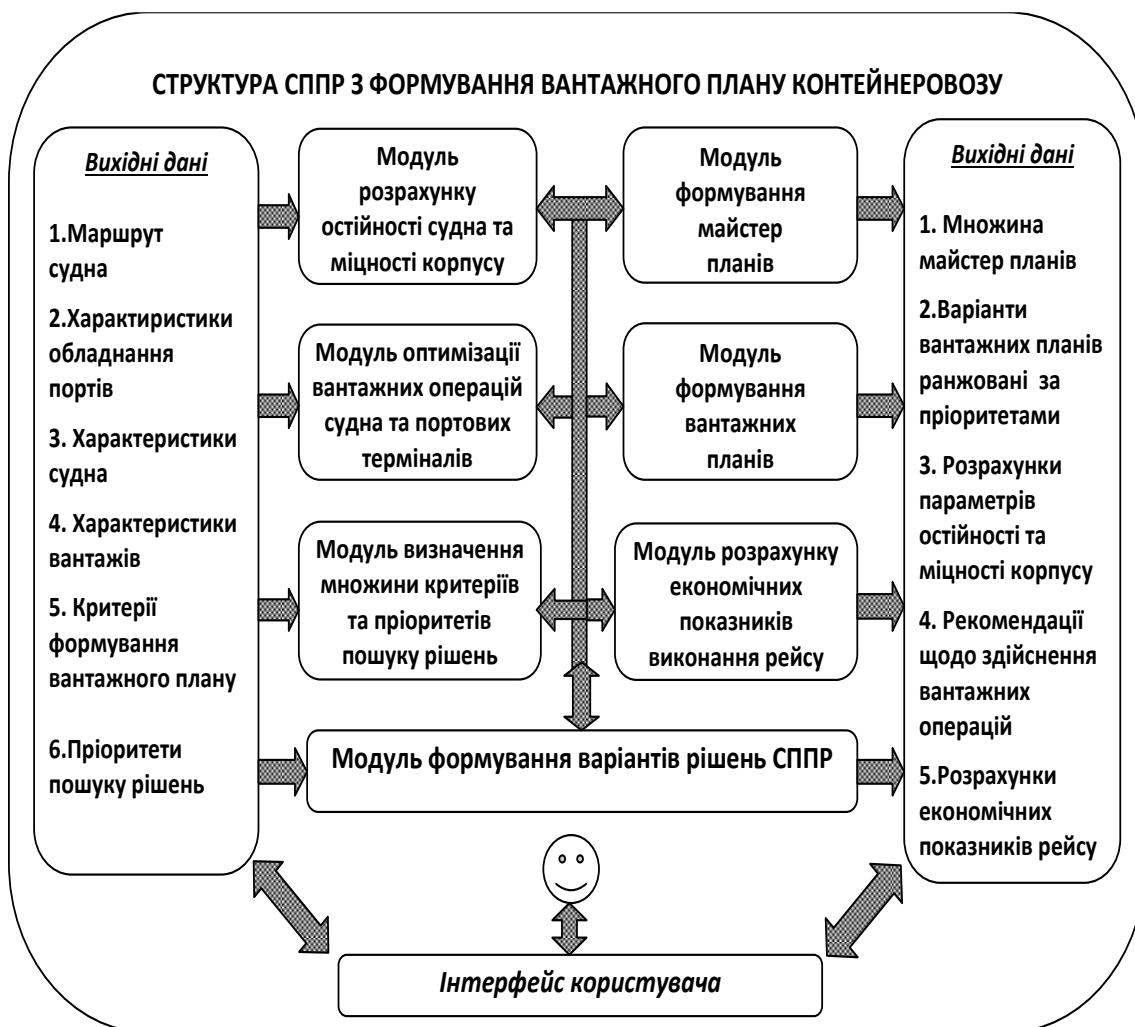 СТРУКТУРА СППР З ФОРМУВАННЯ ВАНТАЖНОГО ПЛАНУ КОНТЕЙНЕРОВОЗУ
Вихідні дані
1.Маршрут
судна
2.Характиристики
обладнання
портів
3. Характеристики
судна
4. Характеристики
вантажів
5. Критерії
формування
вантажного плану
6.Пріоритети
пошуку рішень
Модуль
розрахунку
остійності судна та
міцності корпусу
Модуль
формування
майстер
планів
Модуль оптимізації
вантажних операцій
судна та портових
терміналів
Модуль
формування
вантажних
планів
Модуль визначення
множини критеріїв
та пріоритетів
пошуку рішень
Модуль розрахунку
економічних
показників
виконання рейсу
Модуль формування варіантів рішень СППР
Вихідні дані
1. Множина
майстер планів
2.Варіанти
вантажних планів
ранжовані за
пріоритетами
3. Розрахунки
параметрів
остійності та
міцності корпусу
4. Рекомендації
щодо здійснення
вантажних
операцій
5.Розрахунки
економічних
показників рейсу
Інтерфейс користувача